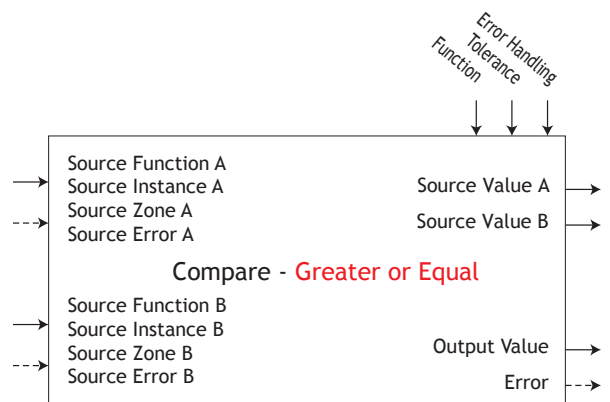 Function
Tolerance
Error Handling
Source Function A
Source Instance A
Source Zone A
Source Error A
Source Value A
Source Value B
Compare - Greater or Equal
Source Function B
Source Instance B
Source Zone B
Source Error B
Output Value
Error